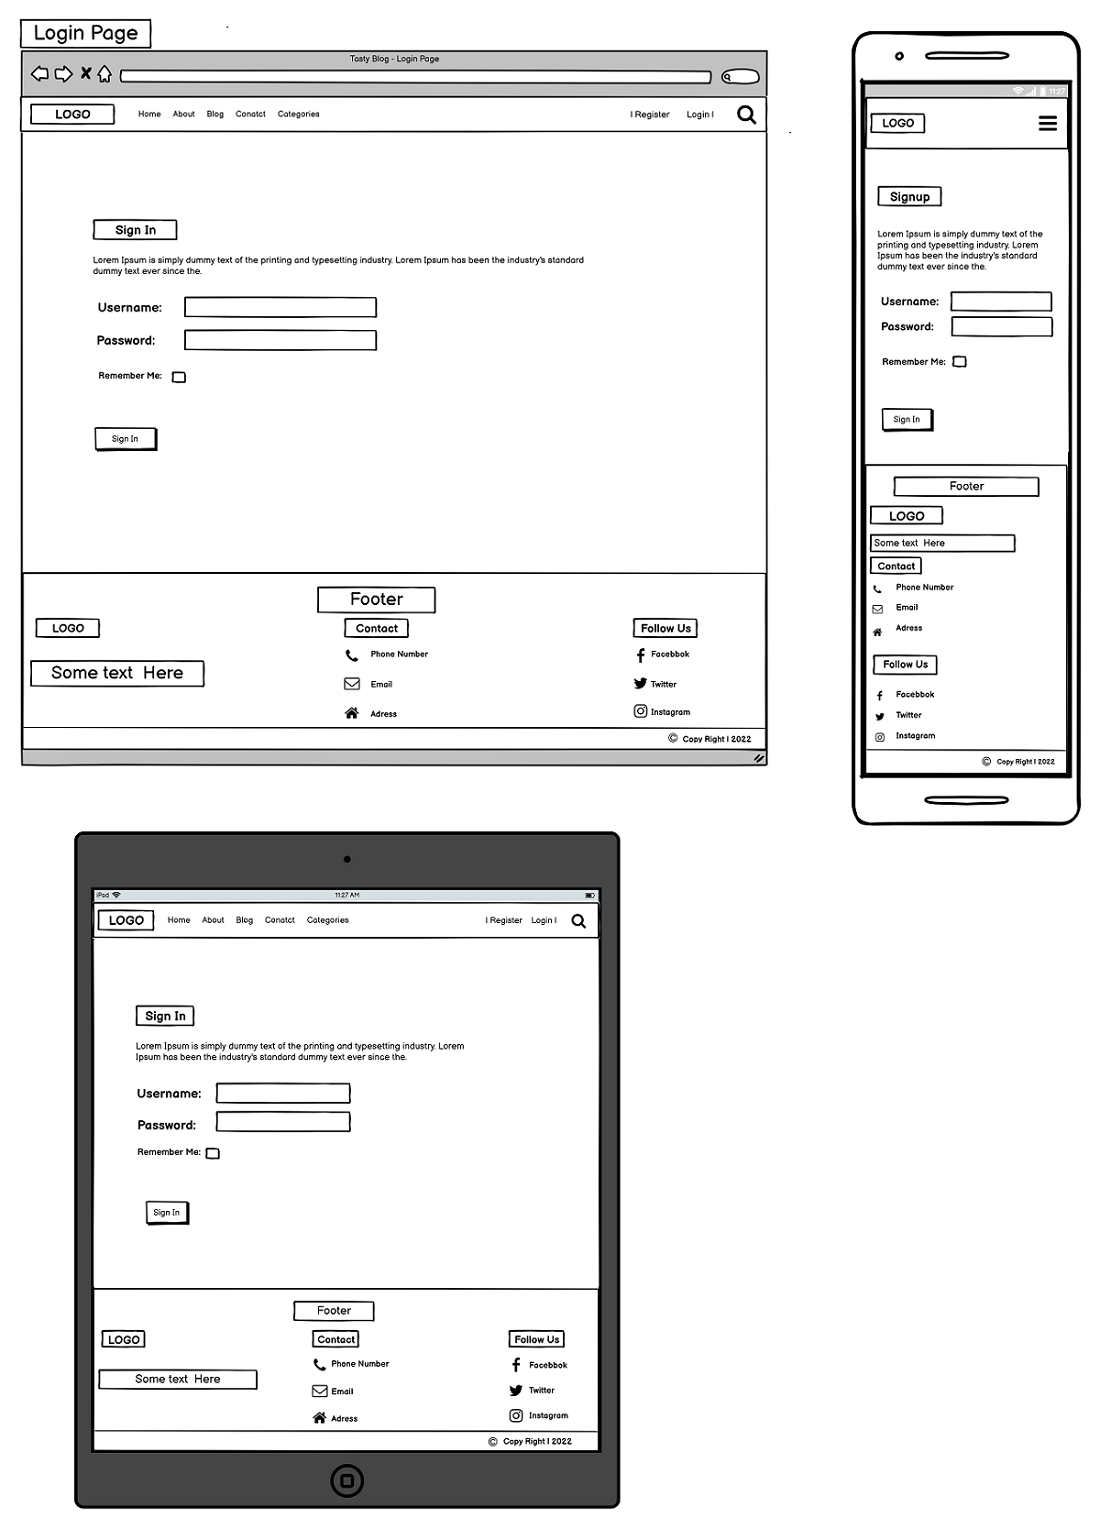 Login Page
Tasty Blog - Login Page
LOGO Home About Blog Conatct Categories | Register Login |
Sign In
Lorem Ipsum is simply dummy text of the printing and typesetting industry. Lorem Ipsum has been the industry's standard
dummy text ever since the.
Username:
Password:
Remember Me:
Sign In
Footer
LOGO
Some text Here
Contact
Phone Number
Email
Adress
Follow Us
Facebbok
Twitter
Instagram
© Copy Right | 2022
11:27
LOGO
Signup
Lorem Ipsum is simply dummy text of the
printing and typesetting industry. Lorem
Ipsum has been the industry's standard
dummy text ever since the.
Username:
Password:
Remember Me:
Sign In
Footer
LOGO
Some text Here
Contact
Phone Number
Email
Adress
Follow Us
Facebbok
Twitter
Instagram
© Copy Right | 2022
iPad 11:27 AM
LOGO Home About Blog Conatct Categories | Register Login |
Sign In
Lorem Ipsum is simply dummy text of the printing and typesetting industry. Lorem
Ipsum has been the industry's standard dummy text ever since the.
Username:
Password:
Remember Me:
Sign In
Footer
LOGO
Some text Here
Contact
Phone Number
Email
Adress
Follow Us
Facebbok
Twitter
Instagram
© Copy Right | 2022